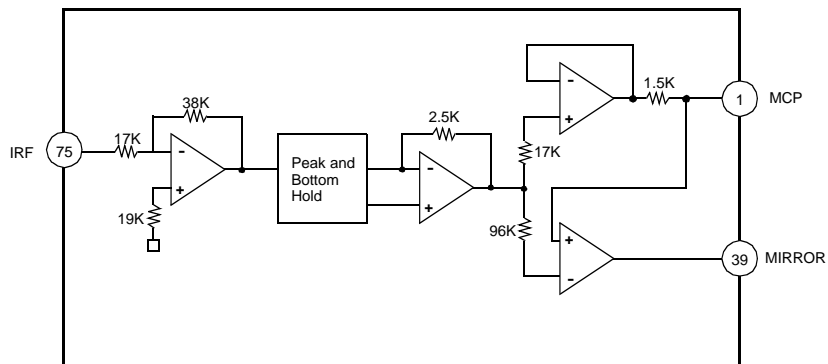 1.5K
1
MCP
38K
2.5K
IRF
75
17K
-
+
Peak and
Bottom
Hold
-
+
-
+
17K
19K
96K
+
-
39
MIRROR